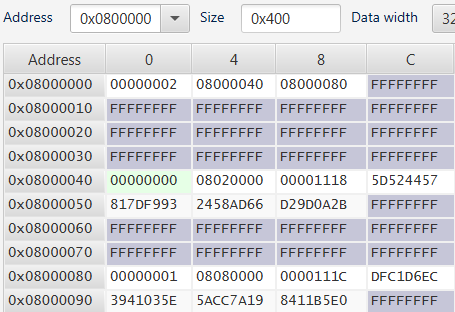 Address 0x0800000 Size 0x400 Data width 32
Address 0 4 8 C
0x08000000 00000002 08000040 08000080 FFFFFFFF
0x08000010 FFFFFFFF FFFFFFFF FFFFFFFF FFFFFFFF
0x08000020 FFFFFFFF FFFFFFFF FFFFFFFF FFFFFFFF
0x08000030 FFFFFFFF FFFFFFFF FFFFFFFF FFFFFFFF
0x08000040 00000000 08020000 00001118 5D524457
0x08000050 817DF993 2458AD66 D29D0A2B FFFFFFFF
0x08000060 FFFFFFFF FFFFFFFF FFFFFFFF FFFFFFFF
0x08000070 FFFFFFFF FFFFFFFF FFFFFFFF FFFFFFFF
0x08000080 00000001 08080000 0000111C DFC1D6EC
0x08000090 3941035E 5ACC7A19 8411B5E0 FFFFFFFF